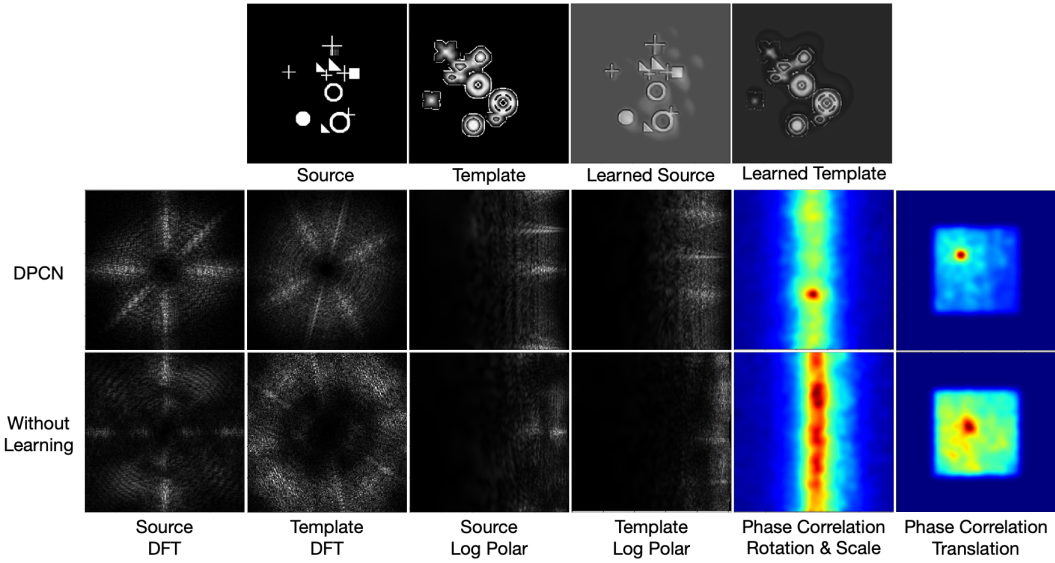 Source
Template
Learned Source
Learned Template
DPCN
Without
Learning
Source
DFT
Template
DFT
Source
Log Polar
Template
Log Polar
Phase Correlation
Rotation & Scale
Phase Correlation
Translation